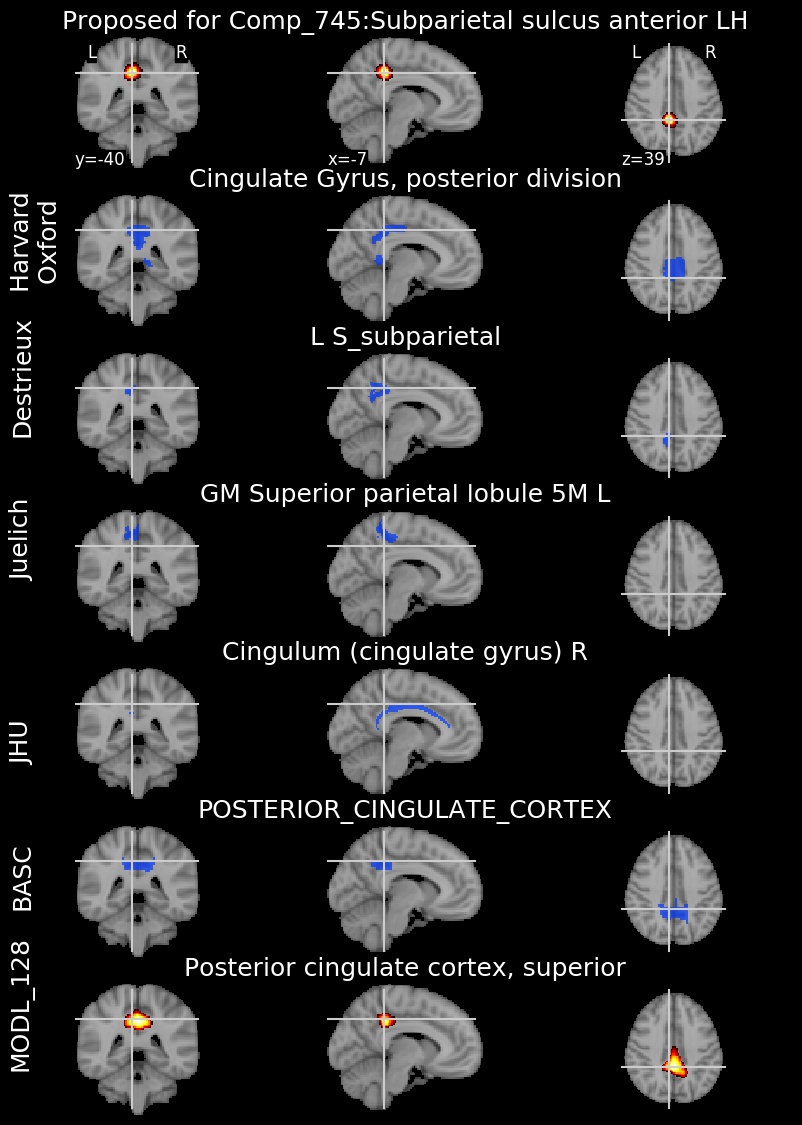 Proposed for Comp_745:Subparietal sulcus anterior LH
L R L R
y=-40 x=-7 z=39
Cingulate Gyrus, posterior division
Harvard
Oxford
L S_subparietal
Destrieux
GM Superior parietal lobule 5M L
Juelich
Cingulum (cingulate gyrus) R
JHU
POSTERIOR_CINGULATE_CORTEX
BASC
Posterior cingulate cortex, superior
MODL_128